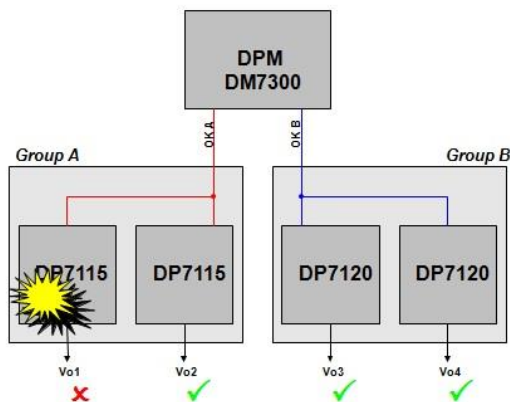 DPM
DM7300
OK A
OK B
Group A
Group B
DP7115
DP7115
DP7120
DP7120
Vo1
Vo2
Vo3
Vo4